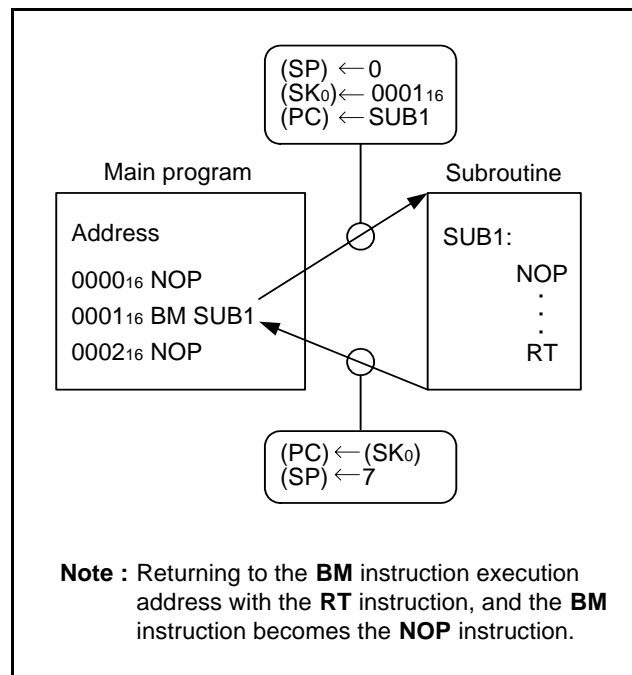 (SP) ← 0
(SK₀) ← 0001₁₆
(PC) ← SUB1
Main program
Subroutine
Address
0000₁₆ NOP
0001₁₆ BM SUB1
0002₁₆ NOP
SUB1:
NOP
·
·
·
·
RT
(PC) ← (SK₀)
(SP) ← 7
Note : Returning to the BM instruction execution
address with the RT instruction, and the BM
instruction becomes the NOP instruction.